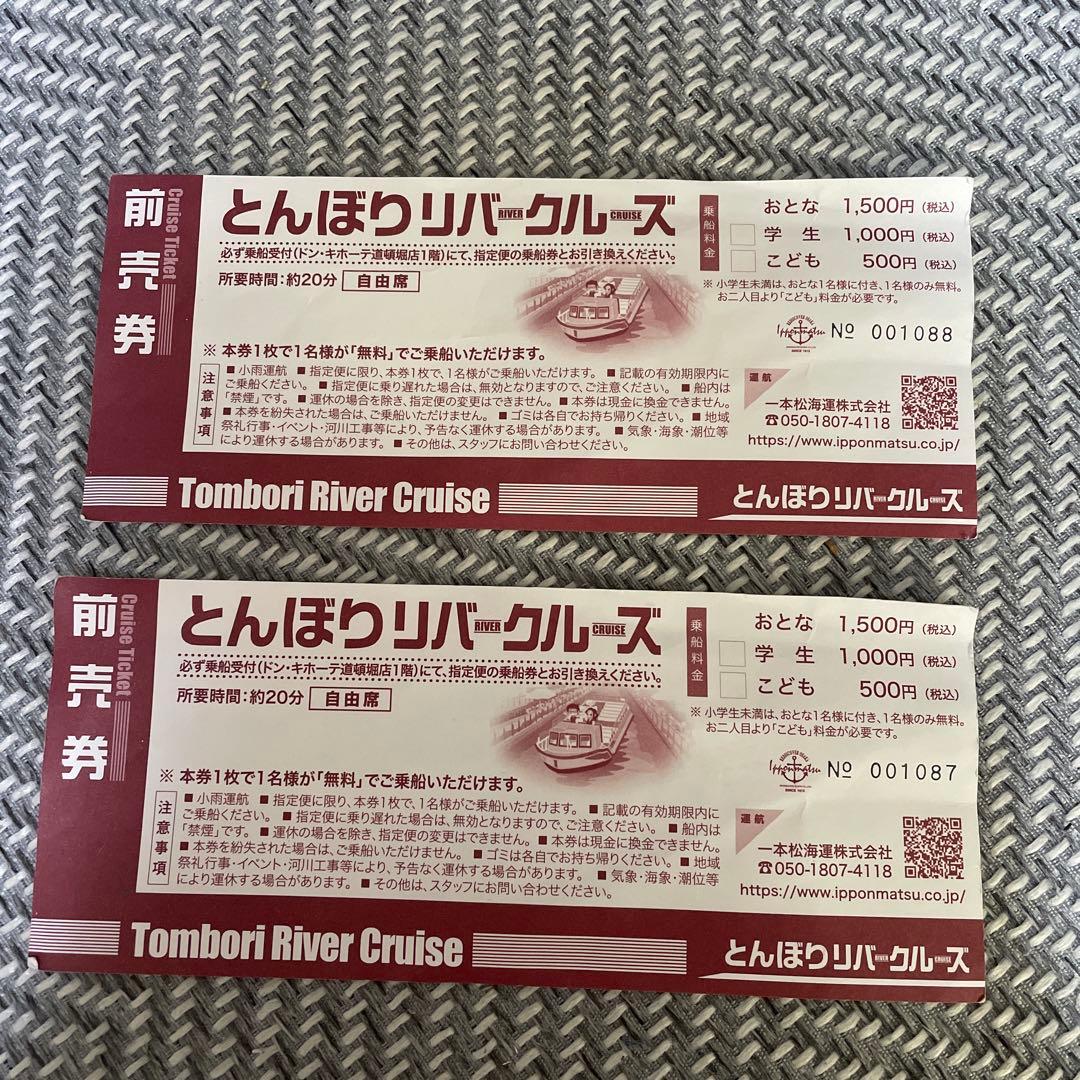 前売券
Cruise Ticket
とんぼりリバークルーズ
RIVER
CRUISE
必ず乗船受付(ドン・キホーテ道頓堀店1階)にて、指定便の乗船券とお引き換えください。
所要時間:約20分 自由席
※ 本券1枚で1名様が「無料」でご乗船いただけます。
注意事項
■ 小雨運航 ■ 指定便に限り、本券1枚で、1名様がご乗船いただけます。 ■ 記載の有効期限内に
ご乗船ください。 ■ 指定便に乗り遅れた場合は、無効となりますので、ご注意ください。 ■ 船内は
「禁煙」です。 ■ 運休の場合を除き、指定便の変更はできません。 ■ 本券は現金に換金できません。
■ 本券を紛失された場合は、ご乗船いただけません。 ■ ゴミは各自でお持ち帰りください。 ■ 地域
祭礼行事・イベント・河川工事等により、予告なく運休する場合があります。 ■ 気象・海象・潮位等
により運休する場合があります。 ■ その他は、スタッフにお問い合わせください。
乗船料金
おとな 1,500円 (税込)
学生 1,000円 (税込)
こども 500円 (税込)
※ 小学生未満は、おとな1名様に付き、1名様のみ無料。
お二人目より「こども」料金が必要です。
Ipponmatsu
SINCE 1913
No 001088
運航
一本松海運株式会社
☎050-1807-4118
https://www.ipponmatsu.co.jp/
Tombori River Cruise
とんぼりリバークルーズ
RIVER
CRUISE
前売券
Cruise Ticket
とんぼりリバークルーズ
RIVER
CRUISE
必ず乗船受付(ドン・キホーテ道頓堀店1階)にて、指定便の乗船券とお引き換えください。
所要時間:約20分 自由席
※ 本券1枚で1名様が「無料」でご乗船いただけます。
注意事項
■ 小雨運航 ■ 指定便に限り、本券1枚で、1名様がご乗船いただけます。 ■ 記載の有効期限内に
ご乗船ください。 ■ 指定便に乗り遅れた場合は、無効となりますので、ご注意ください。 ■ 船内は
「禁煙」です。 ■ 運休の場合を除き、指定便の変更はできません。 ■ 本券は現金に換金できません。
■ 本券を紛失された場合は、ご乗船いただけません。 ■ ゴミは各自でお持ち帰りください。 ■ 地域
祭礼行事・イベント・河川工事等により、予告なく運休する場合があります。 ■ 気象・海象・潮位等
により運休する場合があります。 ■ その他は、スタッフにお問い合わせください。
乗船料金
おとな 1,500円 (税込)
学生 1,000円 (税込)
こども 500円 (税込)
※ 小学生未満は、おとな1名様に付き、1名様のみ無料。
お二人目より「こども」料金が必要です。
Ipponmatsu
SINCE 1913
No 001087
運航
一本松海運株式会社
☎050-1807-4118
https://www.ipponmatsu.co.jp/
Tombori River Cruise
とんぼりリバークルーズ
RIVER
CRUISE